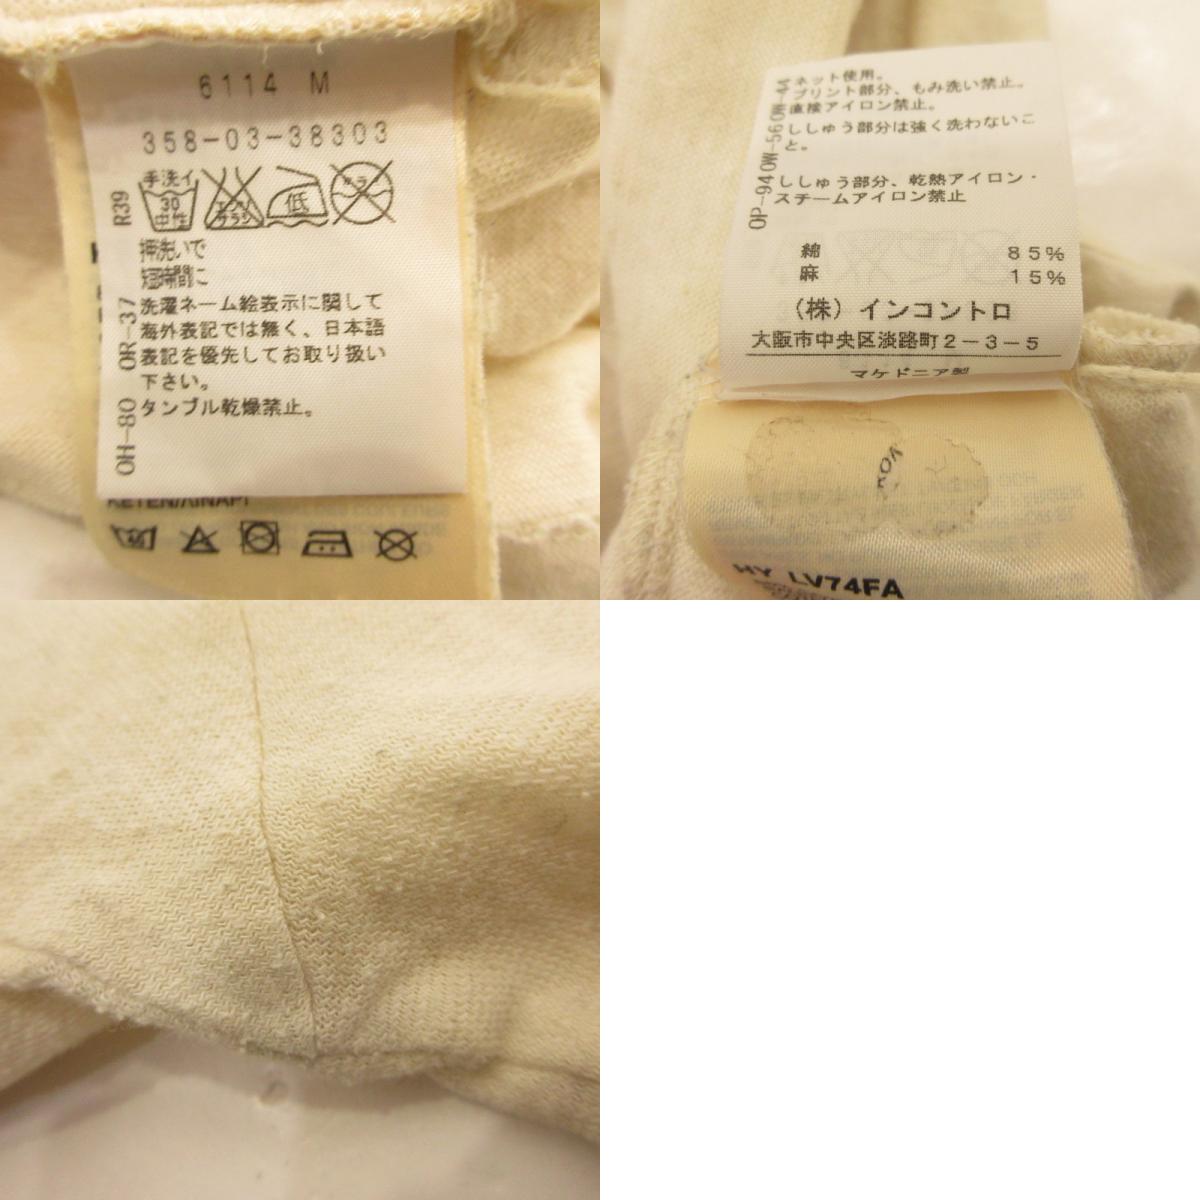 6114 M
358-03-38303
手洗イ
30
中性
低
R39
押洗いで
短時間に
洗濯ネーム絵表示に関して
海外表記では無く、日本語
表記を優先してお取り扱い
下さい。
タンブル乾燥禁止。
OH-80 OR-37
KETEN/AINAPI
ネット使用。
プリント部分、もみ洗い禁止。
直接アイロン禁止。
ししゅう部分は強く洗わないこ
と。
ししゅう部分、乾熱アイロン・
スチームアイロン禁止
OP-940W-560W-44
綿 85%
麻 15%
(株)インコントロ
大阪市中央区淡路町2-3-5
マケドニア製
LV74FA